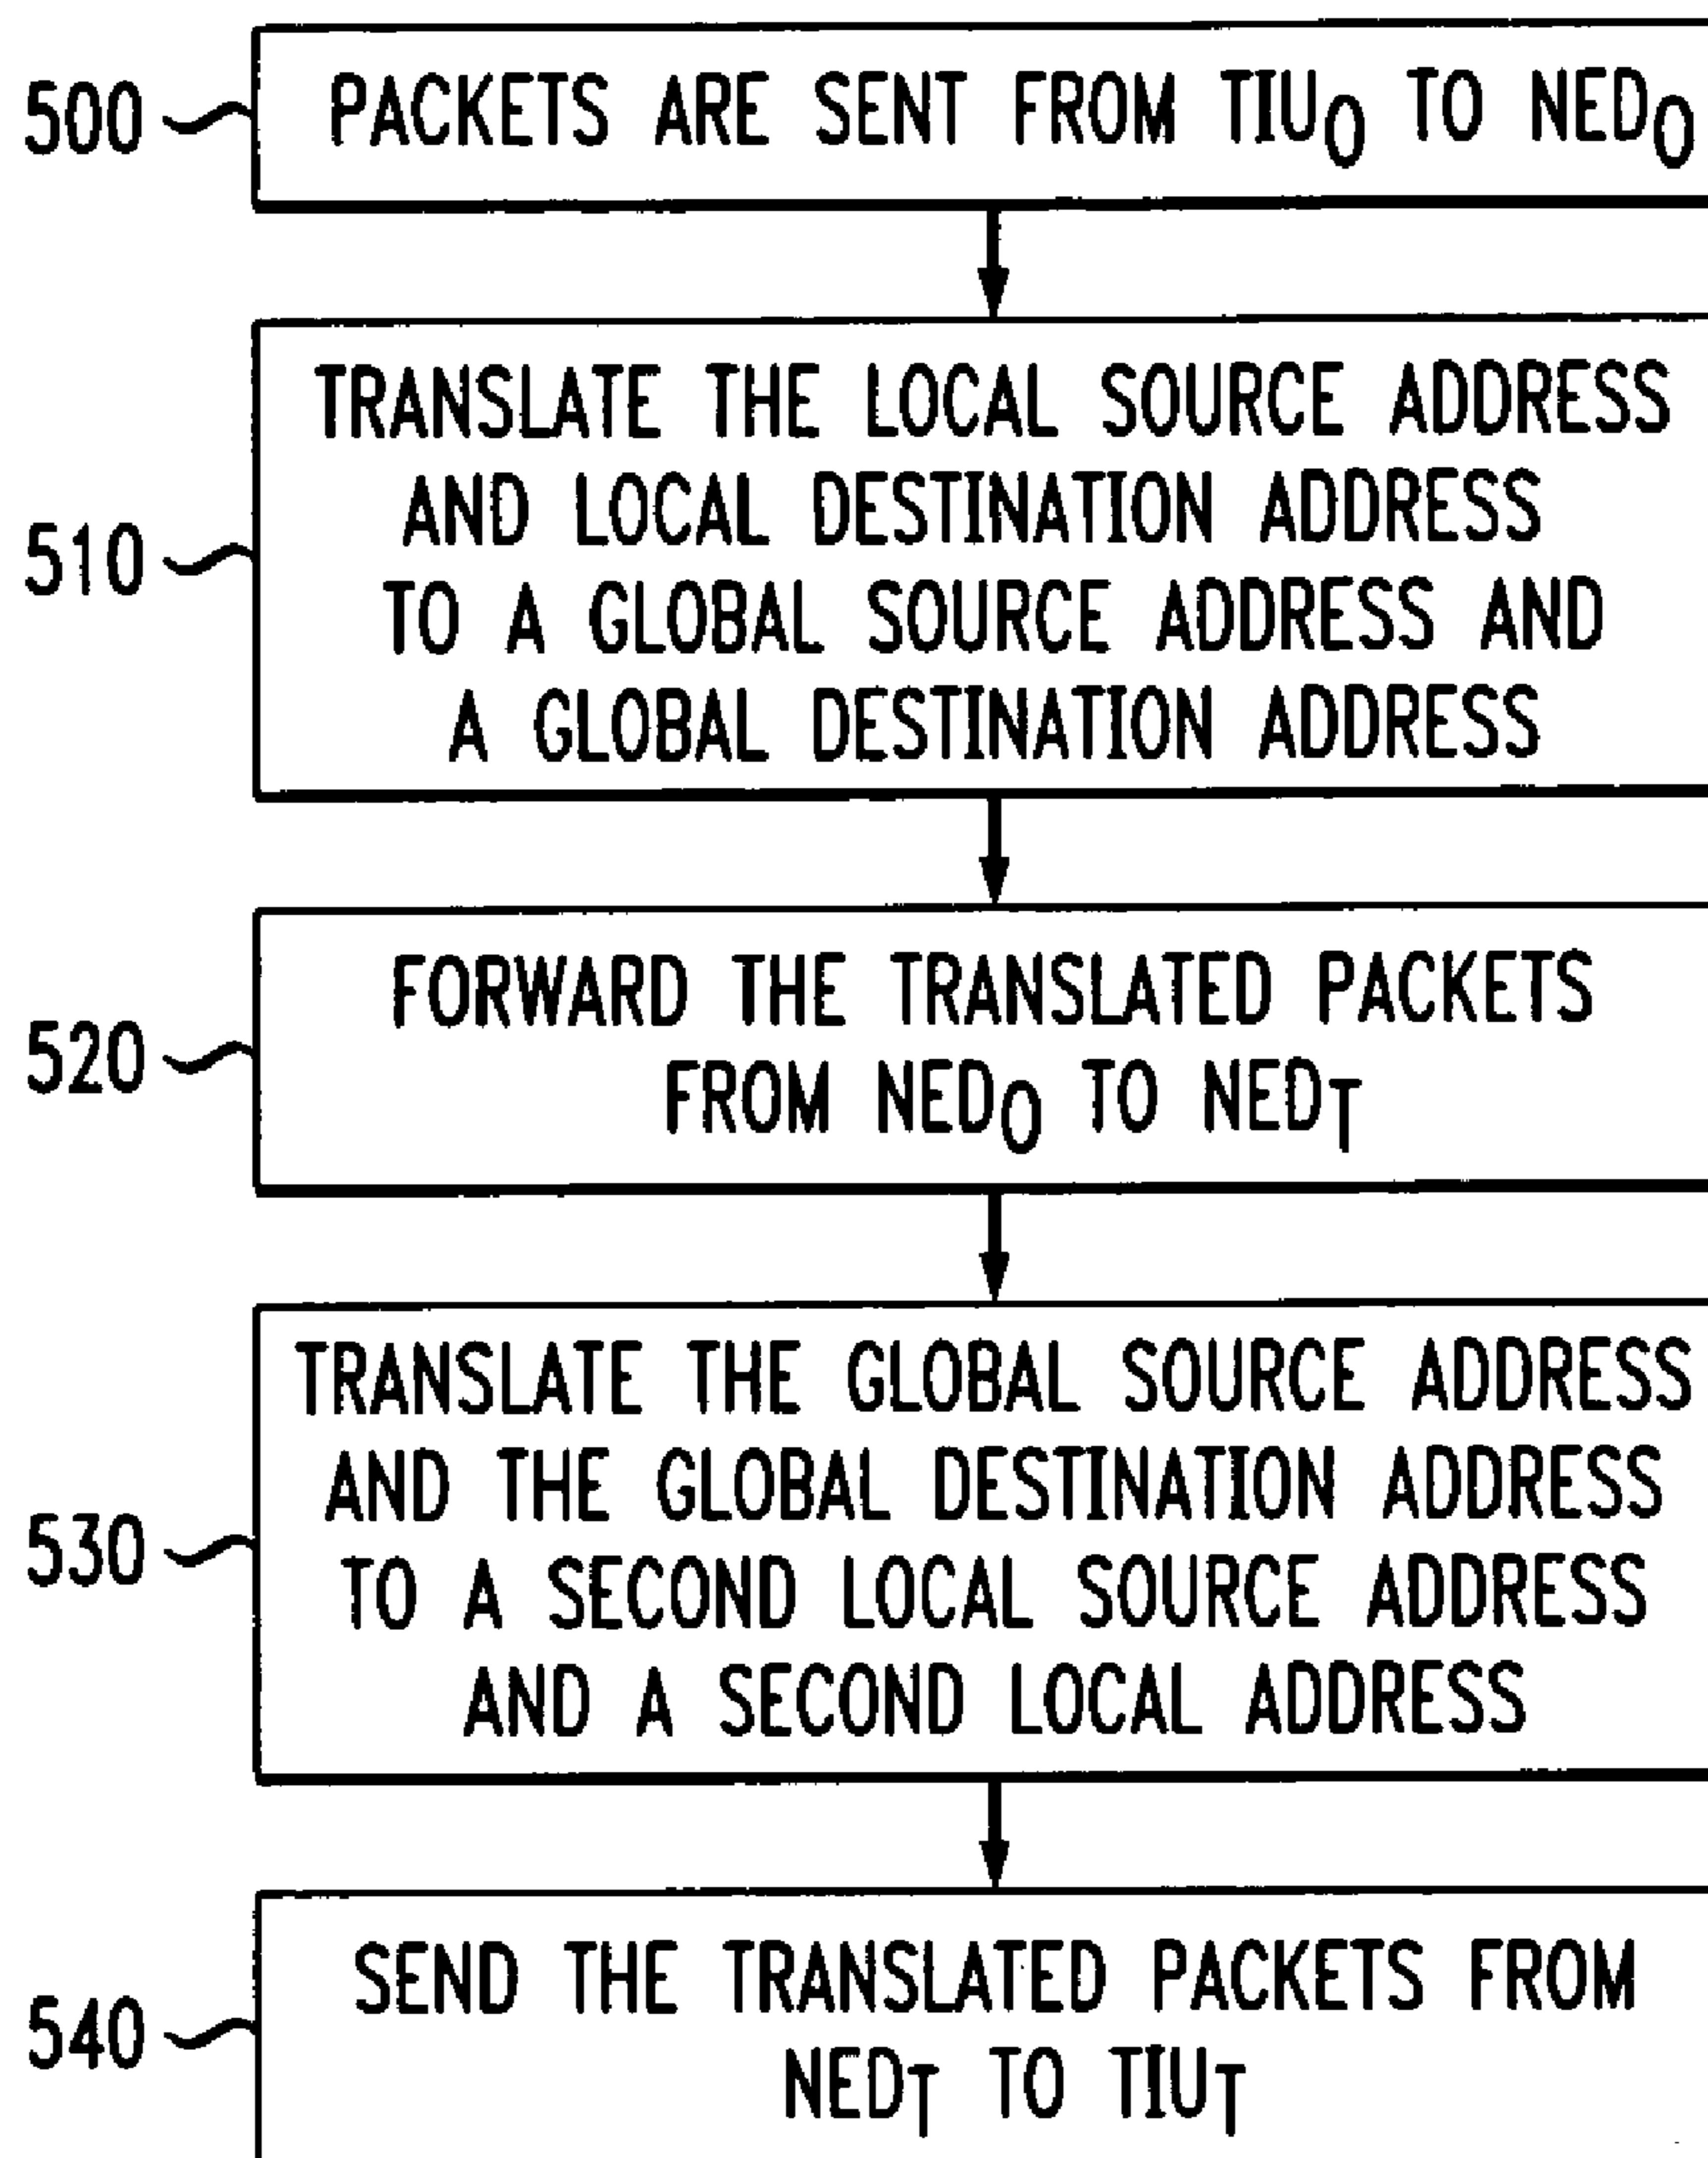 500
PACKETS ARE SENT FROM TIU₀ TO NED₀
510
TRANSLATE THE LOCAL SOURCE ADDRESS
AND LOCAL DESTINATION ADDRESS
TO A GLOBAL SOURCE ADDRESS AND
A GLOBAL DESTINATION ADDRESS
520
FORWARD THE TRANSLATED PACKETS
FROM NED₀ TO NEDT
530
TRANSLATE THE GLOBAL SOURCE ADDRESS
AND THE GLOBAL DESTINATION ADDRESS
TO A SECOND LOCAL SOURCE ADDRESS
AND A SECOND LOCAL ADDRESS
540
SEND THE TRANSLATED PACKETS FROM
NEDT TO TIUT